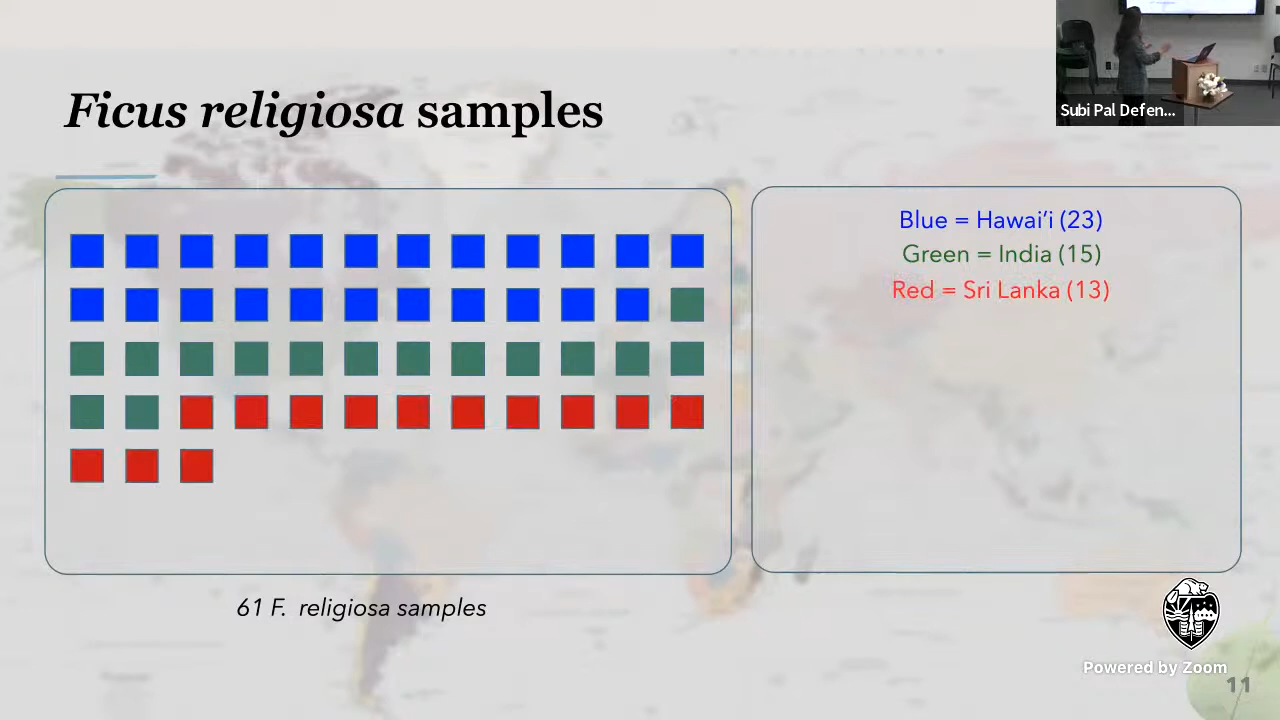 Ficus religiosa samples
Subi Pal Defen...
Blue = Hawai’i (23)
Green = India (15)
Red = Sri Lanka (13)
61 F. religiosa samples
Powered by Zoom
11